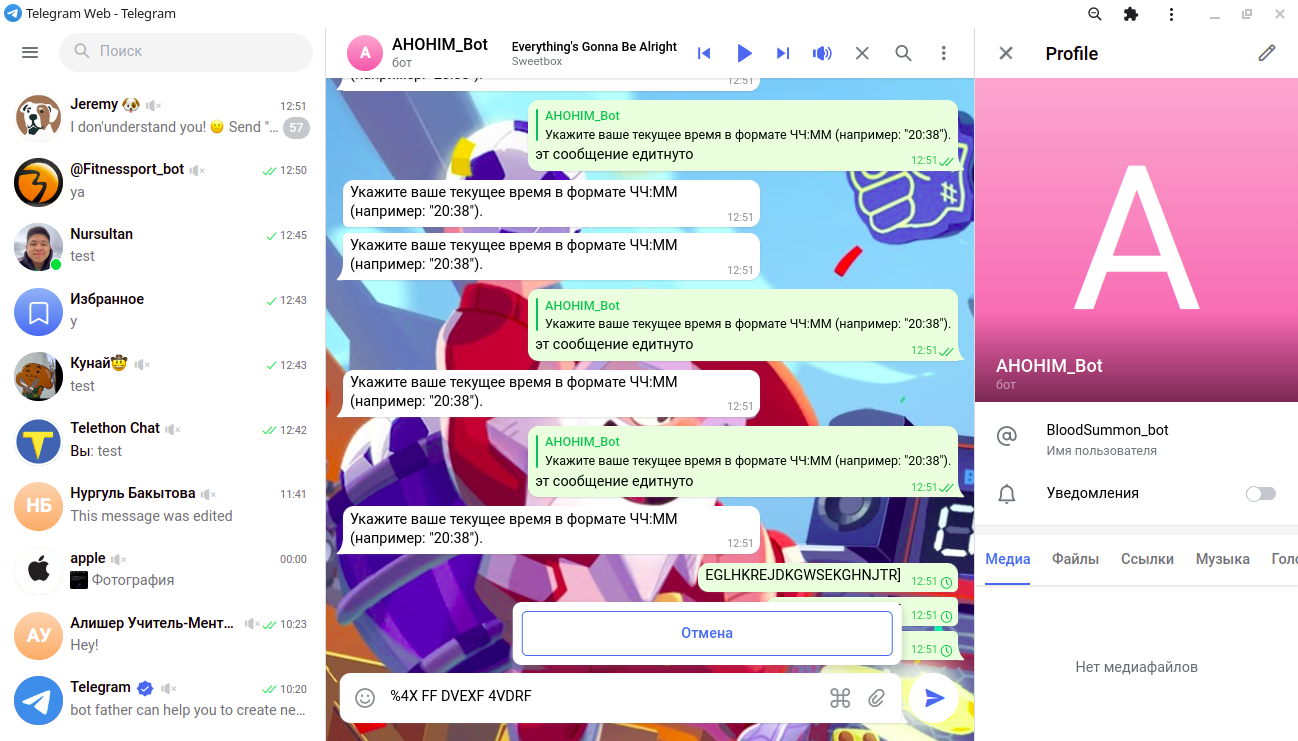 Telegram Web - Telegram
Поиск
Jeremy 🐶
12:51
I don'understand you! 🙂 Send "...
57
@Fitnessport_bot
12:50
ya
Nursultan
12:45
test
Избранное
12:43
y
Кунай🤠
12:43
test
Telethon Chat
12:42
Вы: test
НБ
Нургуль Бакытова
11:41
This message was edited
apple
00:00
Фотография
АУ
Алишер Учитель-Мент...
10:23
Hey!
Telegram
10:20
bot father can help you to create ne...
A
AHOHIM_Bot
бот
Everything's Gonna Be Alright
Sweetbox
12:51
AHOHIM_Bot
Укажите ваше текущее время в формате ЧЧ:ММ (например: "20:38").
эт сообщение едитнуто
12:51
Укажите ваше текущее время в формате ЧЧ:ММ
(например: "20:38").
12:51
Укажите ваше текущее время в формате ЧЧ:ММ
(например: "20:38").
12:51
AHOHIM_Bot
Укажите ваше текущее время в формате ЧЧ:ММ (например: "20:38").
эт сообщение едитнуто
12:51
Укажите ваше текущее время в формате ЧЧ:ММ
(например: "20:38").
12:51
AHOHIM_Bot
Укажите ваше текущее время в формате ЧЧ:ММ (например: "20:38").
эт сообщение едитнуто
12:51
Укажите ваше текущее время в формате ЧЧ:ММ
(например: "20:38").
12:51
EGLHKREJDKGWSEKGHNJTR]
12:51
12:51
12:51
Отмена
%4X FF DVEXF 4VDRF
Profile
A
AHOHIM_Bot
бот
BloodSummon_bot
Имя пользователя
Уведомления
Медиа
Файлы
Ссылки
Музыка
Нет медиафайлов